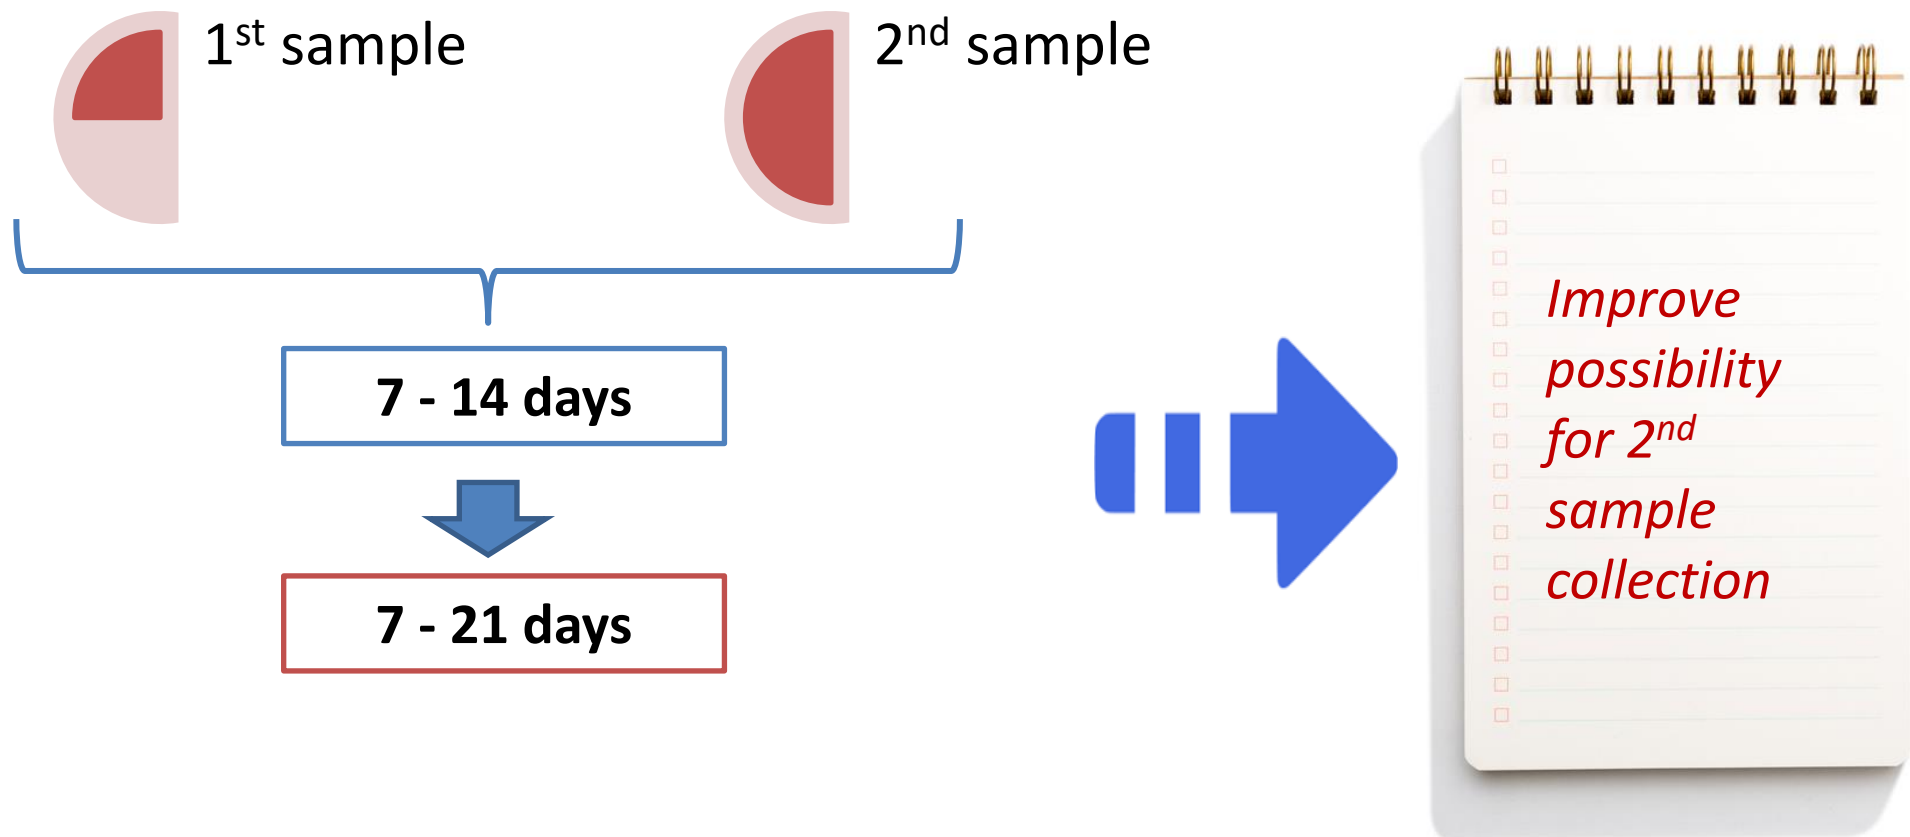 1st sample
2nd sample
7 - 14 days
7 - 21 days
Improve
possibility
for 2nd
sample
collection